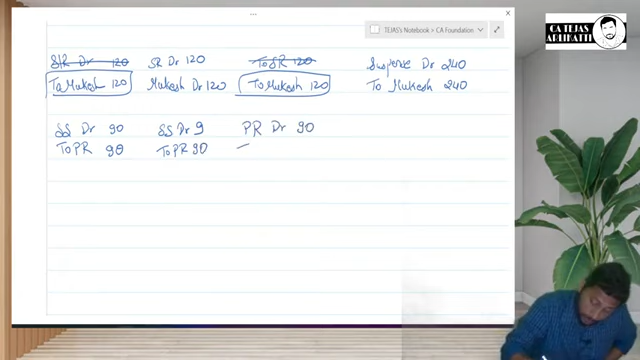 TEJAS's Notebook > CA Foundation
CA TEJAS
ARTIKATTI
S/R Dr 120 SR Dr 120 To SR 120 Suspense Dr 240
To Mukesh 120 Mukesh Dr 120 To Mukesh 120 To Mukesh 240
SS Dr 90 SS Dr 9 PR Dr 90
To PR 90 To PR 90